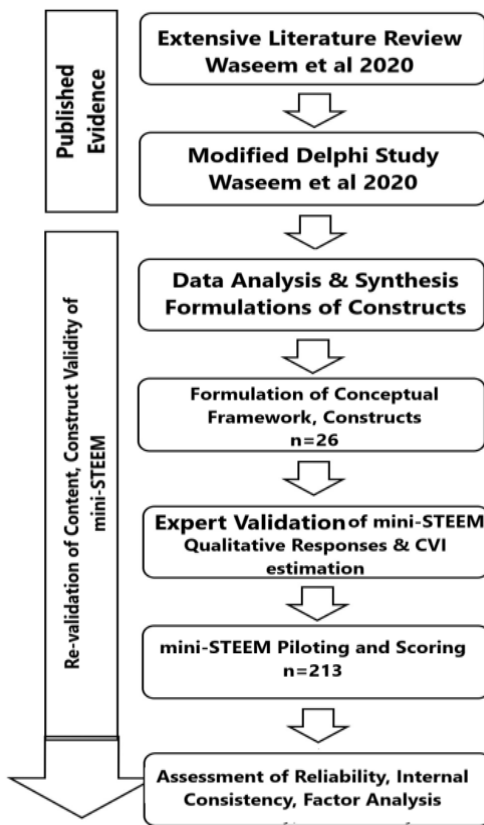 Published
Evidence
Extensive Literature Review
Waseem et al 2020
Modified Delphi Study
Waseem et al 2020
Re-validation of Content, Construct Validity of
mini-STEEM
Data Analysis & Synthesis
Formulations of Constructs
Formulation of Conceptual
Framework, Constructs
n=26
Expert Validation of mini-STEEM
Qualitative Responses & CVI
estimation
mini-STEEM Piloting and Scoring
n=213
Assessment of Reliability, Internal
Consistency, Factor Analysis